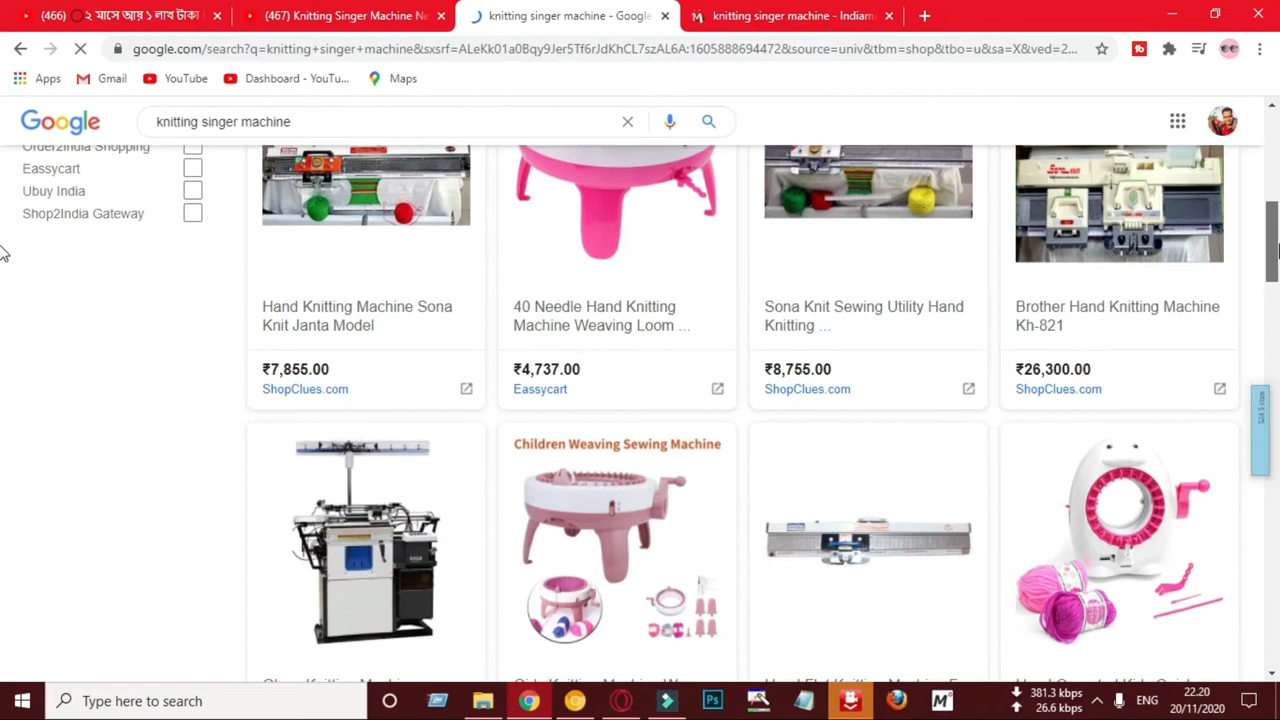 (466) ⭕২ মাসে আয় ১ লাখ টাকা
(467) Knitting Singer Machine Ne
knitting singer machine - Google
knitting singer machine - Indiama
google.com/search?q=knitting+singer+machine&sxsrf=ALeKk01a0Bqy9Jer5Tf6rJdKhCL7szAL6A:1605888694472&source=univ&tbm=shop&tbo=u&sa=X&ved=2...
Apps
Gmail
YouTube
Dashboard - YouTu...
Maps
Google
knitting singer machine
Order2India Shopping
Eassycart
Ubuy India
Shop2India Gateway
Hand Knitting Machine Sona
Knit Janta Model
₹7,855.00
ShopClues.com
40 Needle Hand Knitting
Machine Weaving Loom ...
₹4,737.00
Eassycart
Sona Knit Sewing Utility Hand
Knitting ...
₹8,755.00
ShopClues.com
Brother Hand Knitting Machine
Kh-821
₹26,300.00
ShopClues.com
Children Weaving Sewing Machine
524.5 kbps
Type here to search
381.3 kbps
26.6 kbps
ENG
22.20
20/11/2020